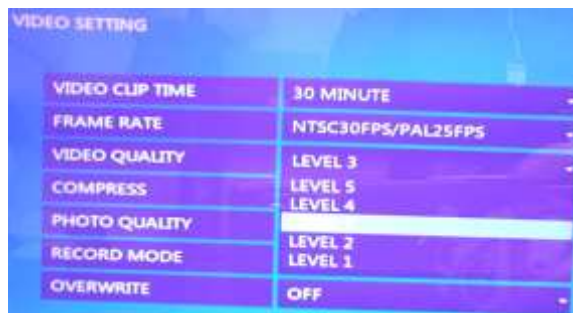 VIDEO SETTING
VIDEO CLIP TIME 30 MINUTE
FRAME RATE NTSC30FPS/PAL25FPS
VIDEO QUALITY LEVEL 3
COMPRESS LEVEL 5
LEVEL 4
PHOTO QUALITY
LEVEL 2
RECORD MODE LEVEL 1
OVERWRITE OFF